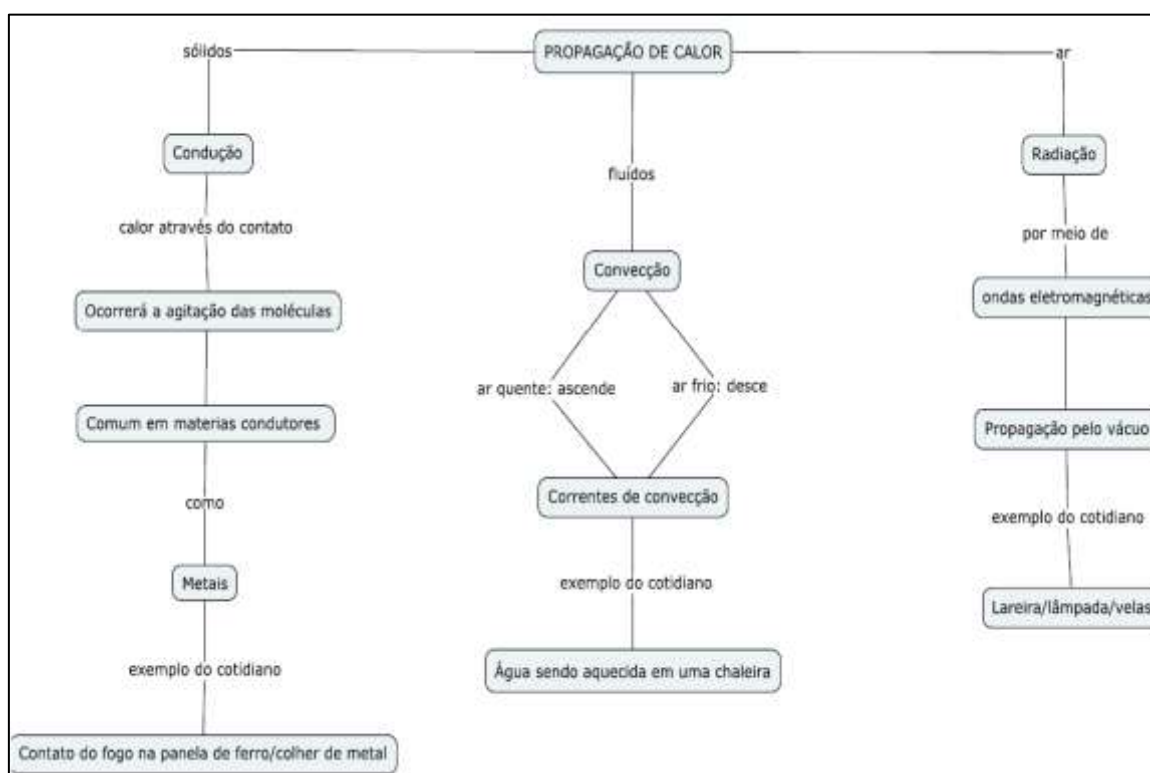 PROPAGAÇÃO DE CALOR
sólidos
Condução
calor através do contato
Ocorrerá a agitação das moléculas
Comum em materias condutores
como
Metais
exemplo do cotidiano
Contato do fogo na panela de ferro/colher de metal
fluídos
Convecção
ar quente: ascende
ar frio: desce
Correntes de convecção
exemplo do cotidiano
Água sendo aquecida em uma chaleira
ar
Radiação
por meio de
ondas eletromagnéticas
Propagação pelo vácuo
exemplo do cotidiano
Lareira/lâmpada/velas